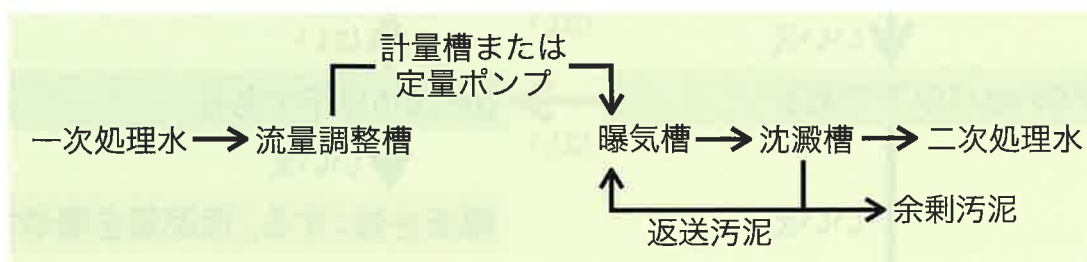 計量槽または
定量ポンプ
一次処理水
流量調整槽
曝気槽
沈澱槽
二次処理水
余剰汚泥
返送汚泥